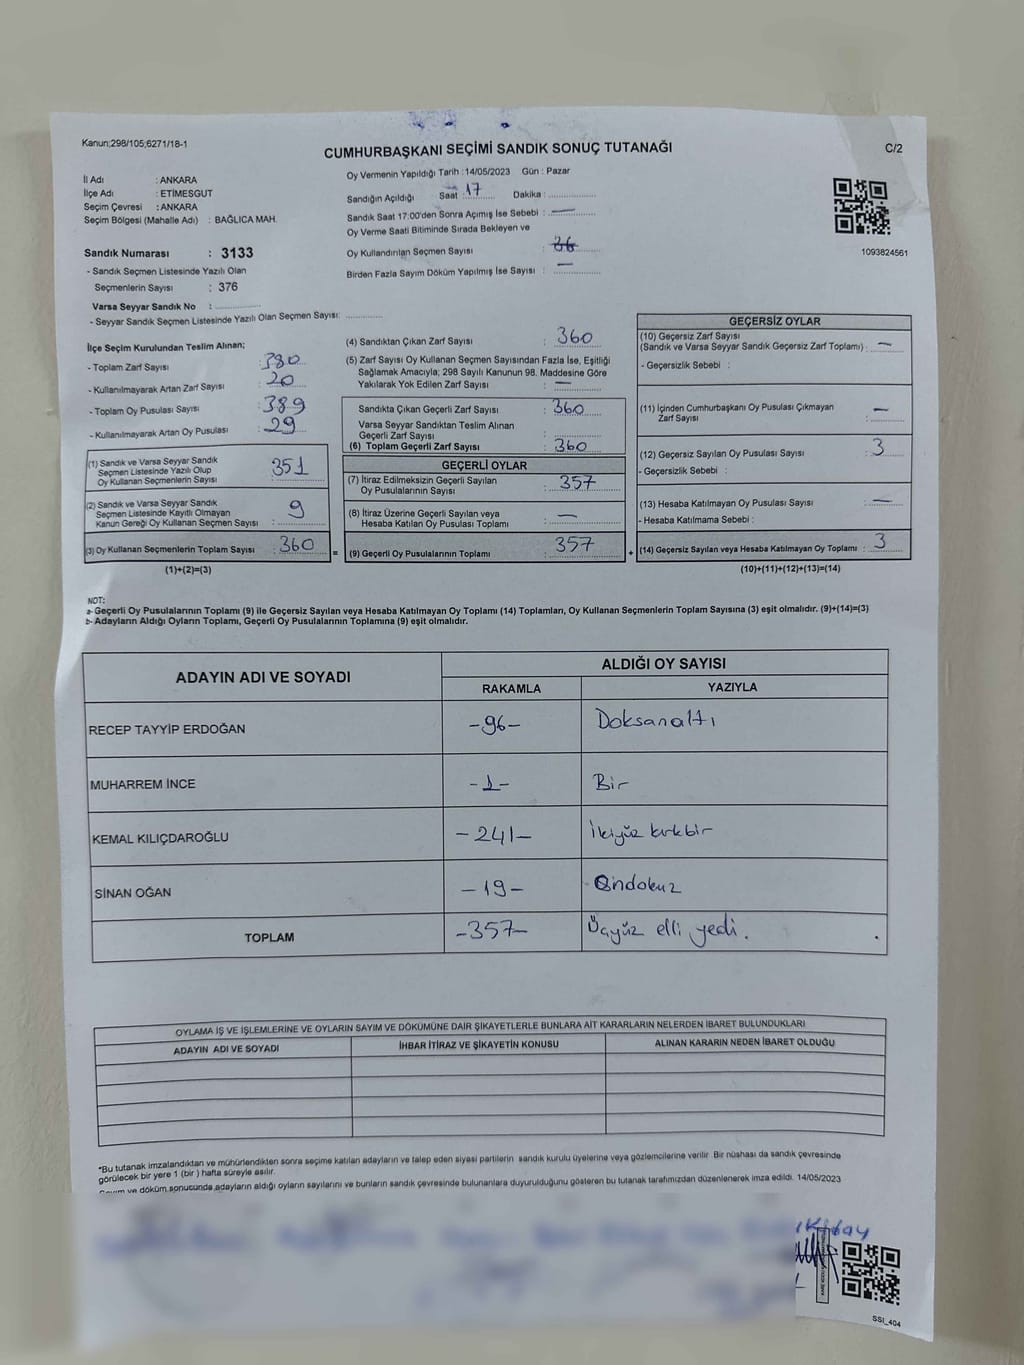 Kanun;298/105;6271/18-1
CUMHURBAŞKANI SEÇİMİ SANDIK SONUÇ TUTANAĞI
C/2
İl Adı : ANKARA
İlçe Adı : ETİMESGUT
Seçim Çevresi : ANKARA
Seçim Bölgesi (Mahalle Adı) : BAĞLICA MAH.
Oy Vermenin Yapıldığı Tarih :14/05/2023 Gün : Pazar
Sandığın Açıldığı Saat : 17 Dakika :
Sandık Saat 17:00'den Sonra Açımış İse Sebebi : —
Oy Verme Saati Bitiminde Sırada Bekleyen ve
Oy Kullandırılan Seçmen Sayısı :
Birden Fazla Sayım Döküm Yapılmış İse Sayısı : —
1093824561
Sandık Numarası : 3133
- Sandık Seçmen Listesinde Yazılı Olan
Seçmenlerin Sayısı : 376
Varsa Seyyar Sandık No :
- Seyyar Sandık Seçmen Listesinde Yazılı Olan Seçmen Sayısı:
İlçe Seçim Kurulundan Teslim Alınan;
- Toplam Zarf Sayısı : 380
- Kullanılmayarak Artan Zarf Sayısı : 20
- Toplam Oy Pusulası Sayısı : 389
- Kullanılmayarak Artan Oy Pusulası : 29
(1) Sandık ve Varsa Seyyar Sandık
Seçmen Listesinde Yazılı Olup
Oy Kullanan Seçmenlerin Sayısı : 351
(2) Sandık ve Varsa Seyyar Sandık
Seçmen Listesinde Kayıtlı Olmayan
Kanun Gereği Oy Kullanan Seçmen Sayısı : 9
(3) Oy Kullanan Seçmenlerin Toplam Sayısı : 360
(1)+(2)=(3)
(4) Sandıktan Çıkan Zarf Sayısı : 360
(5) Zarf Sayısı Oy Kullanan Seçmen Sayısından Fazla İse, Eşitliği
Sağlamak Amacıyla; 298 Sayılı Kanunun 98. Maddesine Göre
Yakılarak Yok Edilen Zarf Sayısı : —
Sandıkta Çıkan Geçerli Zarf Sayısı : 360
Varsa Seyyar Sandıktan Teslim Alınan
Geçerli Zarf Sayısı :
(6) Toplam Geçerli Zarf Sayısı : 360
GEÇERLİ OYLAR
(7) İtiraz Edilmeksizin Geçerli Sayılan
Oy Pusulalarının Sayısı : 357
(8) İtiraz Üzerine Geçerli Sayılan veya
Hesaba Katılan Oy Pusulası Toplamı : —
= (9) Geçerli Oy Pusulalarının Toplamı : 357
GEÇERSİZ OYLAR
(10) Geçersiz Zarf Sayısı
(Sandık ve Varsa Seyyar Sandık Geçersiz Zarf Toplamı) : —
- Geçersizlik Sebebi :
(11) İçinden Cumhurbaşkanı Oy Pusulası Çıkmayan
Zarf Sayısı : —
(12) Geçersiz Sayılan Oy Pusulası Sayısı : 3
- Geçersizlik Sebebi :
(13) Hesaba Katılmayan Oy Pusulası Sayısı : —
- Hesaba Katılmama Sebebi :
+ (14) Geçersiz Sayılan veya Hesaba Katılmayan Oy Toplamı : 3
(10)+(11)+(12)+(13)=(14)
NOT:
a- Geçerli Oy Pusulalarının Toplamı (9) ile Geçersiz Sayılan veya Hesaba Katılmayan Oy Toplamı (14) Toplamları, Oy Kullanan Seçmenlerin Toplam Sayısına (3) eşit olmalıdır. (9)+(14)=(3)
b- Adayların Aldığı Oyların Toplamı, Geçerli Oy Pusulalarının Toplamına (9) eşit olmalıdır.
ADAYIN ADI VE SOYADI ALDIĞI OY SAYISI
RAKAMLA YAZIYLA
RECEP TAYYİP ERDOĞAN -96- Doksanaltı
MUHARREM İNCE -1- Bir
KEMAL KILIÇDAROĞLU -241- İkiyüz kırkbir
SİNAN OĞAN -19- Ondokuz
TOPLAM -357- Üçyüz elli yedi.
OYLAMA İŞ VE İŞLEMLERİNE VE OYLARIN SAYIM VE DÖKÜMÜNE DAİR ŞİKAYETLERLE BUNLARA AİT KARARLARIN NELERDEN İBARET BULUNDUKLARI
ADAYIN ADI VE SOYADI İHBAR İTİRAZ VE ŞİKAYETİN KONUSU ALINAN KARARIN NEDEN İBARET OLDUĞU
*Bu tutanak imzalandıktan ve mühürlendikten sonra seçime katılan adayların ve talep eden siyasi partilerin sandık kurulu üyelerine veya gözlemcilerine verilir. Bir nüshası da sandık çevresinde
görülecek bir yere 1 (bir ) hafta süreyle asılır.
Sayım ve döküm sonucunda adayların aldığı oyların sayılarını ve bunların sandık çevresinde bulunanlara duyurulduğunu gösteren bu tutanak tarafımızdan düzenlenerek imza edildi. 14/05/2023
SSI_404